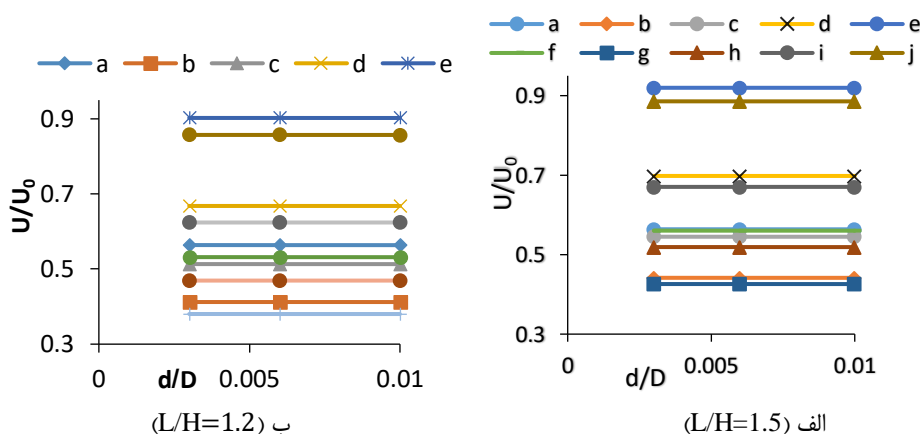 a b c d e
U/U₀
0.9
0.7
0.5
0.3
0 0.005 0.01
d/D
ب (L/H=1.2)
a b c d e
f g h i j
U/U₀
0.9
0.7
0.5
0.3
0 0.005 0.01
d/D
الف (L/H=1.5)